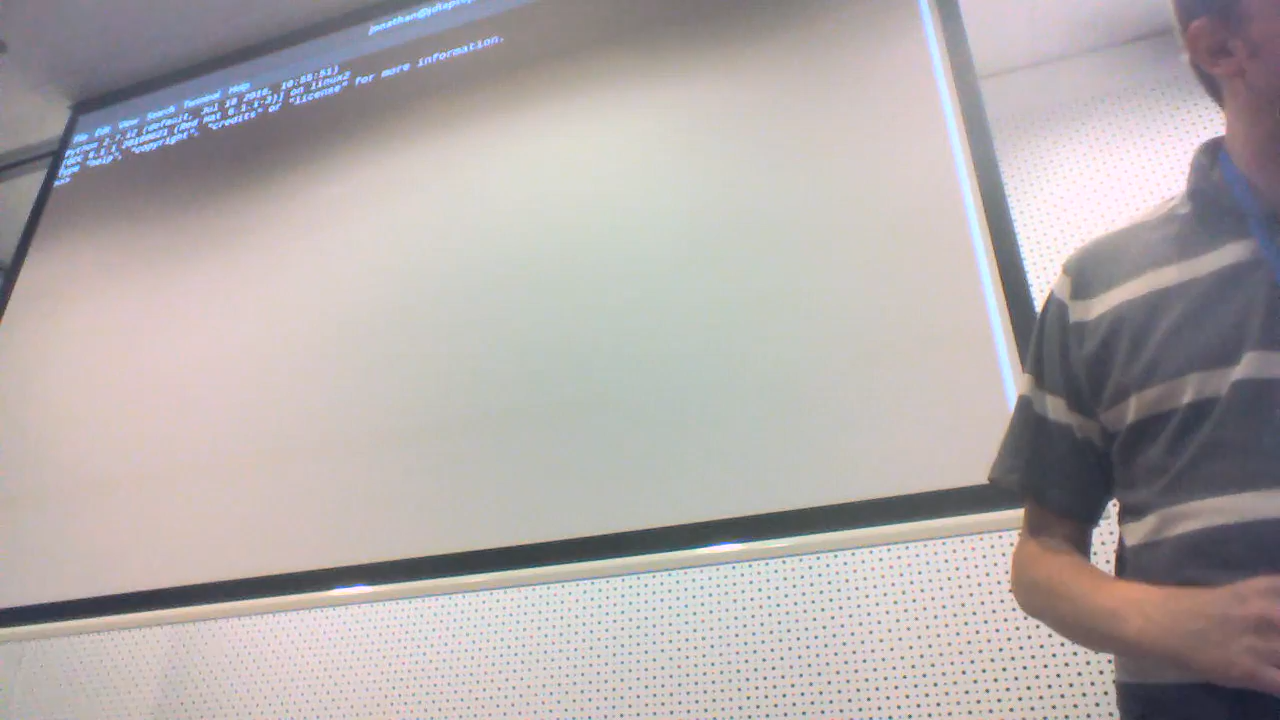 jonathan@jdieprep
File Edit View Search Terminal Help
Python 2.7.12 (default, Jul 18 2016, 10:55:51)
[GCC 6.1.1 20160621 (Red Hat 6.1.1-3)] on linux2
Type "help", "copyright", "credits" or "license" for more information.
>>>